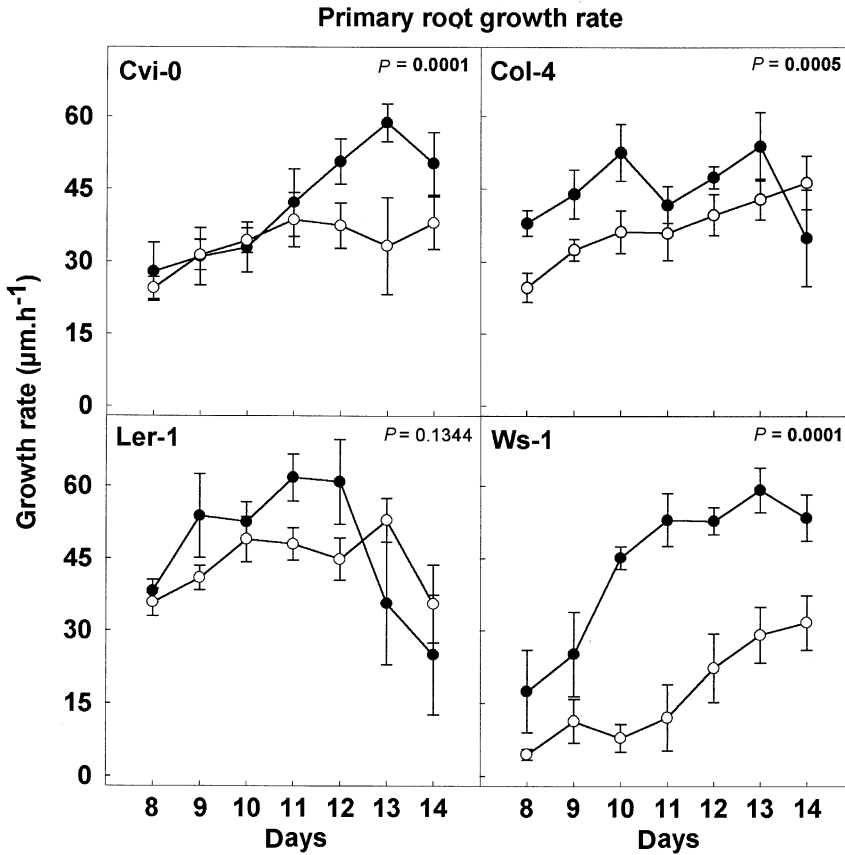 Primary root growth rate
Cvi-0
P = 0.0001
Col-4
P = 0.0005
60
45
30
15
0
Ler-1
P = 0.1344
Ws-1
P = 0.0001
60
45
30
15
0
Growth rate (µm.h-1)
8 9 10 11 12 13 14
8 9 10 11 12 13 14
Days
Days